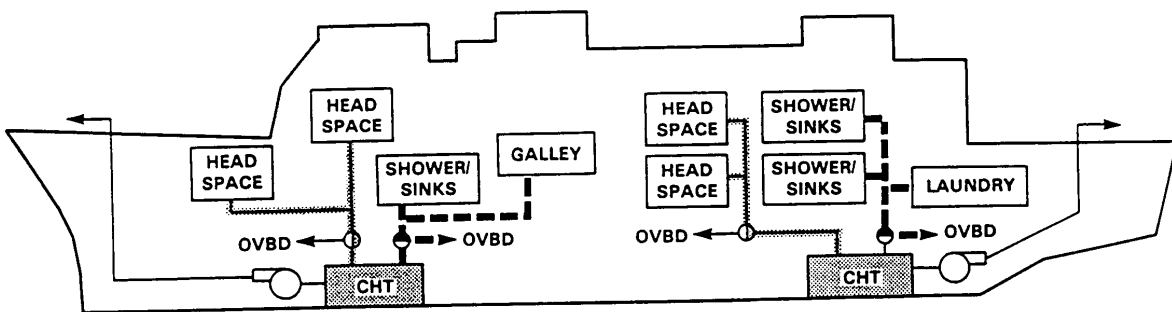 HEAD
SPACE
HEAD
SPACE
SHOWER/
SINKS
GALLEY
OVBD
OVBD
CHT
HEAD
SPACE
SHOWER/
SINKS
HEAD
SPACE
SHOWER/
SINKS
LAUNDRY
OVBD
OVBD
CHT